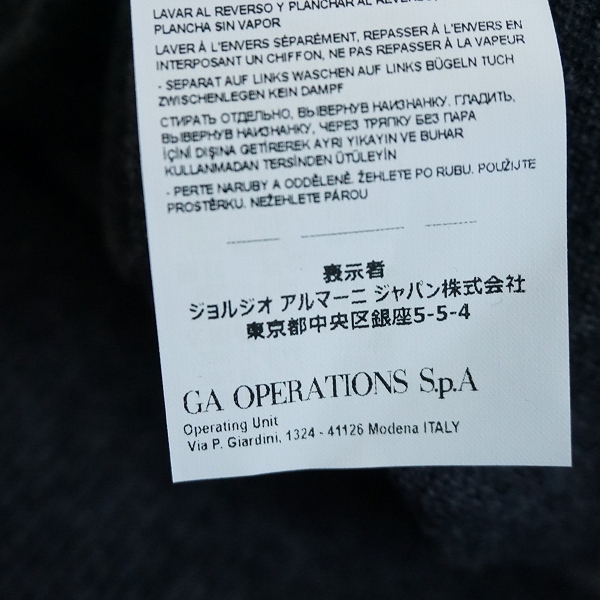 LAVAR AL REVERSO Y PLANCHAR AL REVERSO
PLANCHA SIN VAPOR
LAVER À L'ENVERS SÉPARÉMENT, REPASSER À L'ENVERS EN
INTERPOSANT UN CHIFFON, NE PAS REPASSER À LA VAPEUR
- SEPARAT AUF LINKS WASCHEN AUF LINKS BÜGELN TUCH
ZWISCHENLEGEN KEIN DAMPF
СТИРАТЬ ОТДЕЛЬНО, ВЫВЕРНУВ НАИЗНАНКУ. ГЛАДИТЬ,
ВЫВЕРНУВ НАИЗНАНКУ, ЧЕРЕЗ ТРЯПКУ БЕЗ ПАРА
İÇİNİ DIŞINA GETİREREK AYRI YIKAYIN VE BUHAR
KULLANMADAN TERSİNDEN ÜTÜLEYİN
- PERTE NARUBY A ODDĚLENĚ. ŽEHLETE PO RUBU. POUŽIJTE
PROSTĚRKU. NEŽEHLETE PÁROU
表示者
ジョルジオ アルマーニ ジャパン株式会社
東京都中央区銀座5-5-4
GA OPERATIONS S.p.A
Operating Unit
Via P. Giardini, 1324 - 41126 Modena ITALY